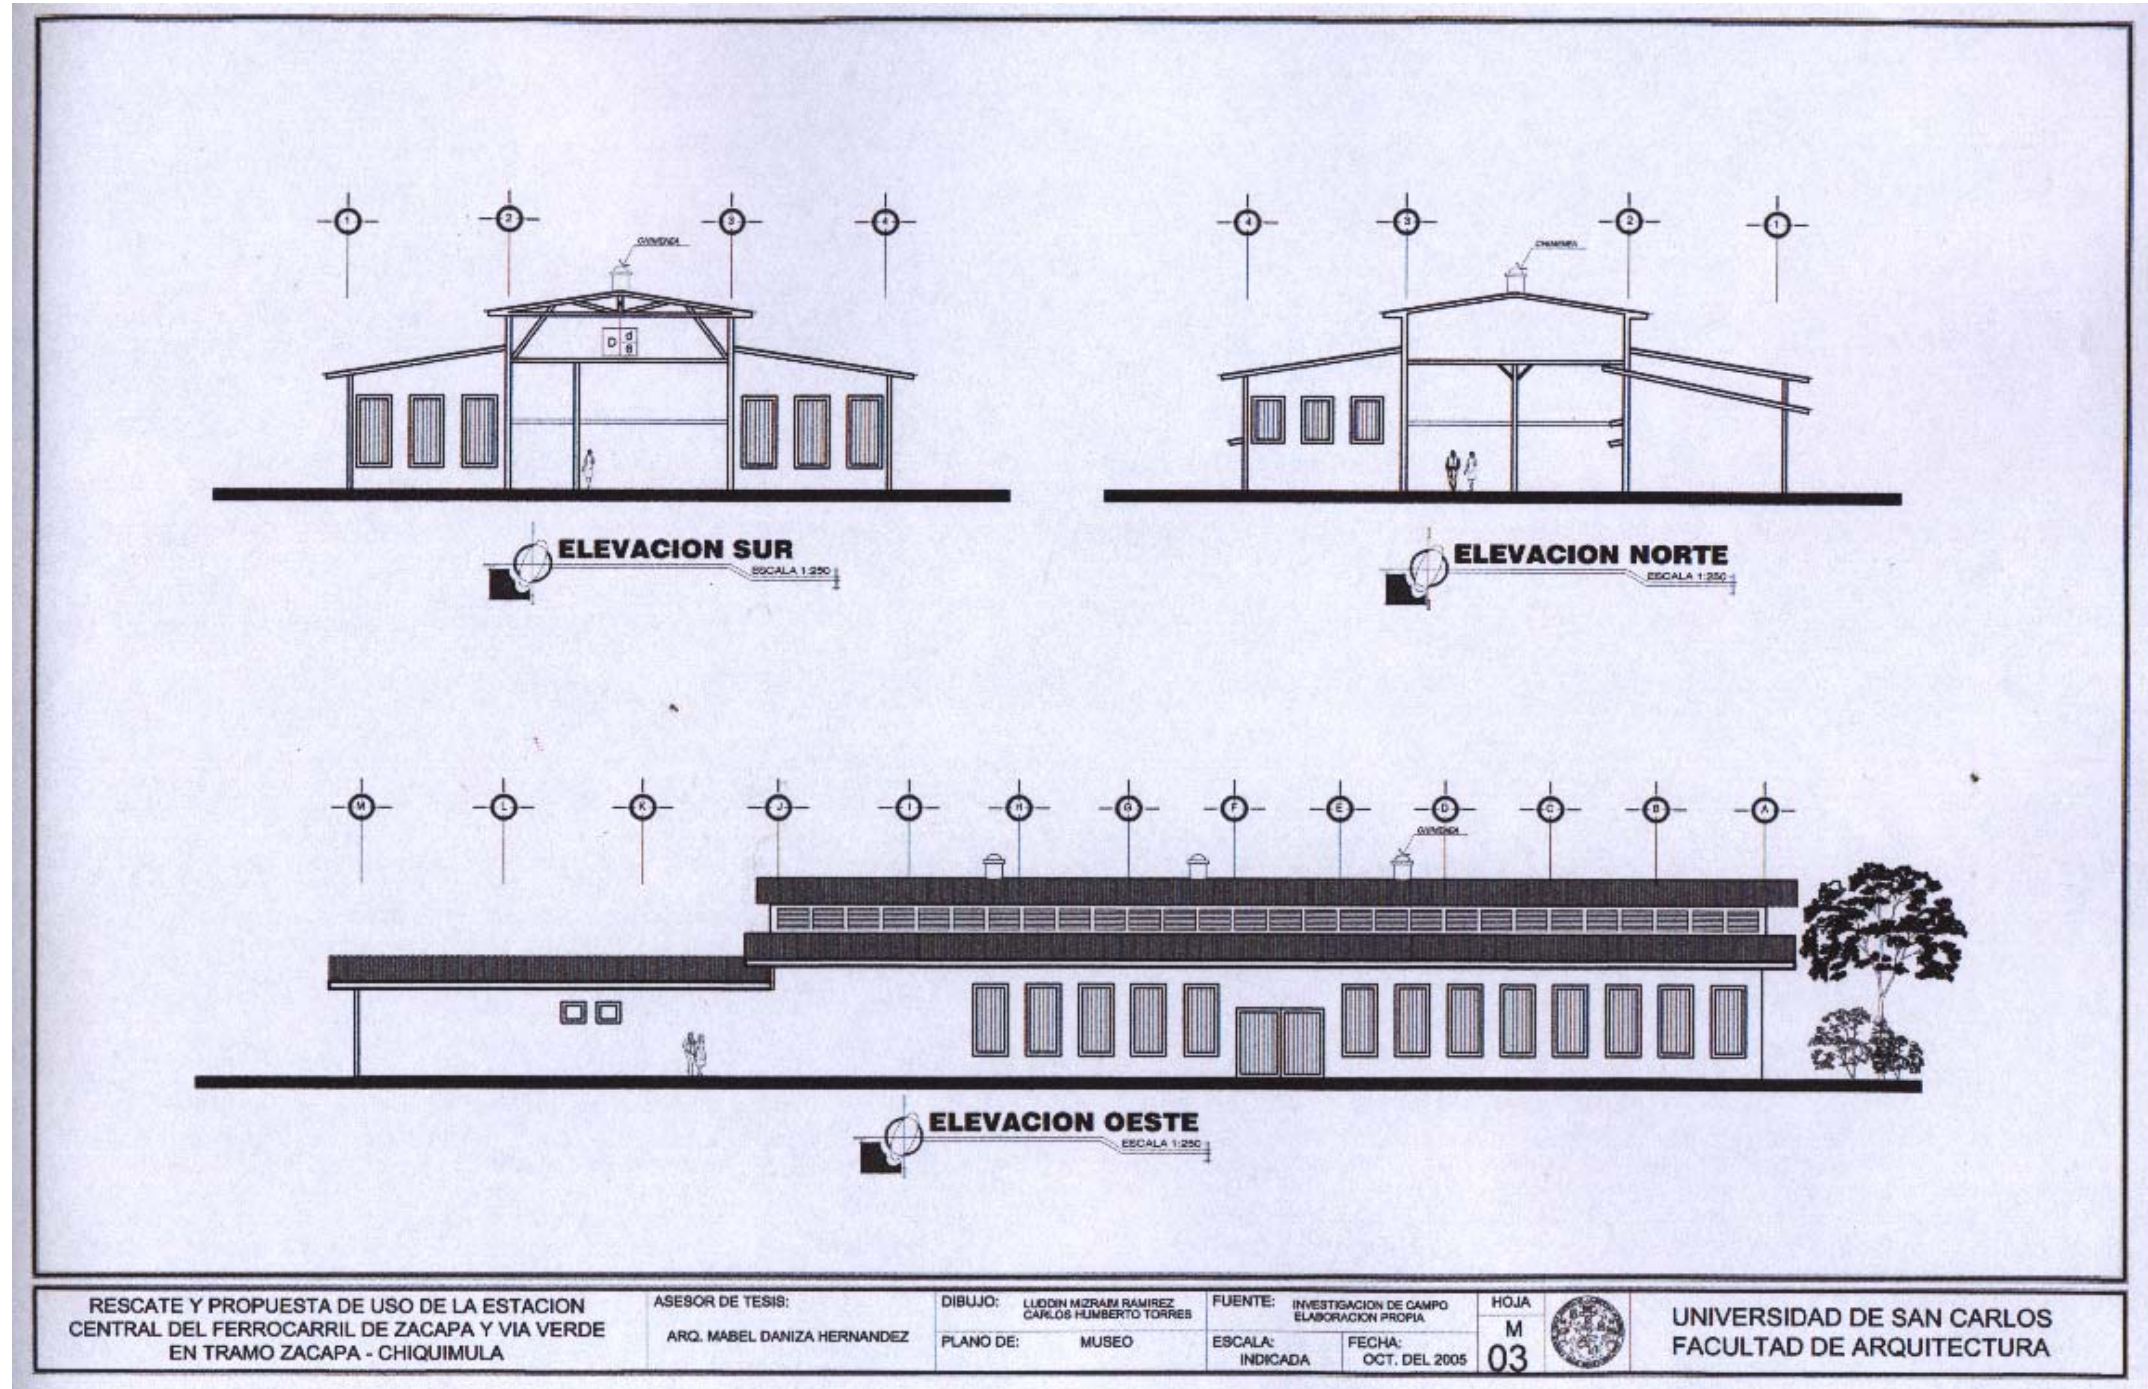 1 2 3 4
CHIMENEA
D d
8
ELEVACION SUR
ESCALA 1:250
4 3 2 1
CHIMENEA
ELEVACION NORTE
ESCALA 1:250
M L K J I H G F E D C B A
CHIMENEA
ELEVACION OESTE
ESCALA 1:250
RESCATE Y PROPUESTA DE USO DE LA ESTACION
CENTRAL DEL FERROCARRIL DE ZACAPA Y VIA VERDE
EN TRAMO ZACAPA - CHIQUIMULA
ASESOR DE TESIS:
ARQ. MABEL DANIZA HERNANDEZ
DIBUJO: LUDDIN MIZRAIM RAMIREZ
CARLOS HUMBERTO TORRES
PLANO DE: MUSEO
FUENTE: INVESTIGACION DE CAMPO
ELABORACION PROPIA
ESCALA:
INDICADA
FECHA:
OCT. DEL 2005
HOJA
M
03
UNIVERSIDAD DE SAN CARLOS
FACULTAD DE ARQUITECTURA